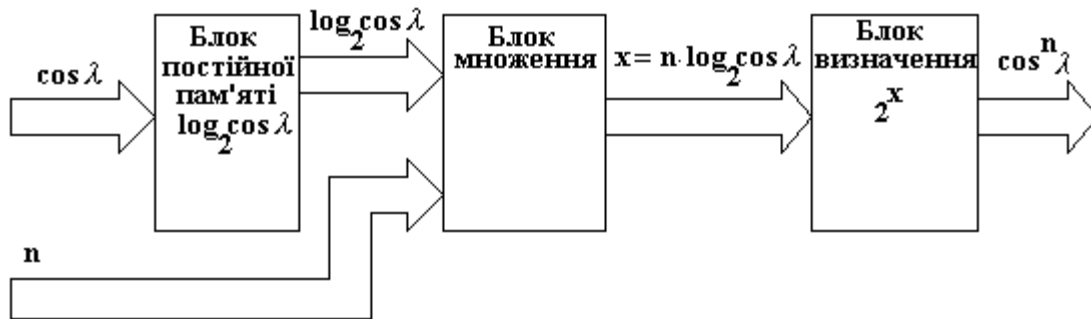 cos λ
Блок
постійної
пам'яті
log₂cos λ
log₂cos λ
n
Блок
множення
x = n· log₂cos λ
Блок
визначення
2ˣ
cosⁿλ